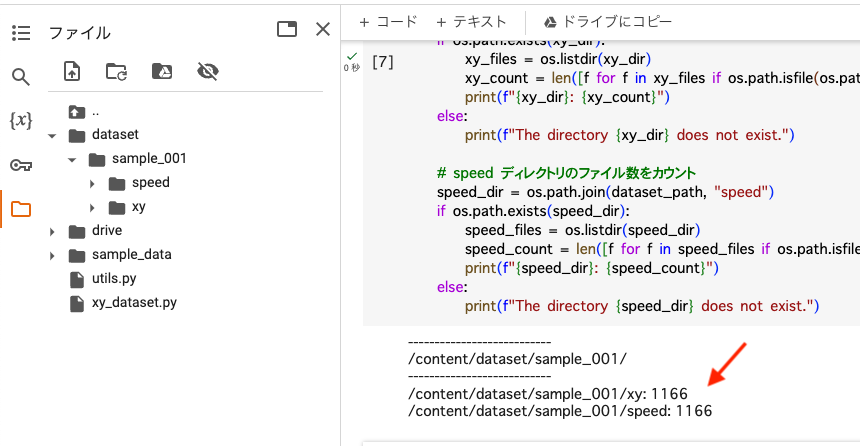 ファイル
..
dataset
sample_001
speed
xy
drive
sample_data
utils.py
xy_dataset.py
{x}
+ コード + テキスト ドライブにコピー
0 秒
[7]
if os.path.exists(xy_dir):
xy_files = os.listdir(xy_dir)
xy_count = len([f for f in xy_files if os.path.isfile(os.pat
print(f"{xy_dir}: {xy_count}")
else:
print(f"The directory {xy_dir} does not exist.")
# speed ディレクトリのファイル数をカウント
speed_dir = os.path.join(dataset_path, "speed")
if os.path.exists(speed_dir):
speed_files = os.listdir(speed_dir)
speed_count = len([f for f in speed_files if os.path.isfile
print(f"{speed_dir}: {speed_count}")
else:
print(f"The directory {speed_dir} does not exist.")
---------------------------
/content/dataset/sample_001/
---------------------------
/content/dataset/sample_001/xy: 1166
/content/dataset/sample_001/speed: 1166